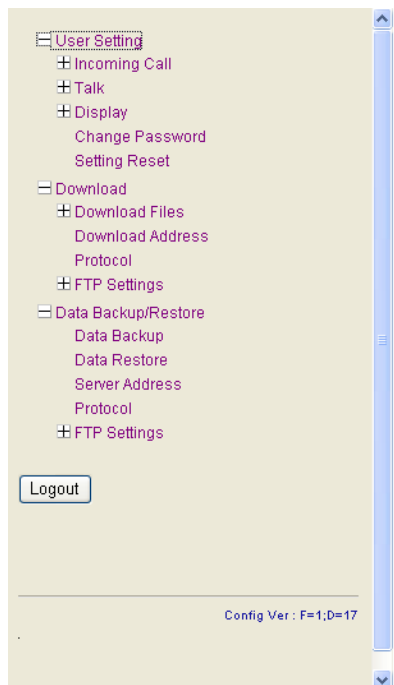 User Setting
Incoming Call
Talk
Display
Change Password
Setting Reset
Download
Download Files
Download Address
Protocol
FTP Settings
Data Backup/Restore
Data Backup
Data Restore
Server Address
Protocol
FTP Settings
Logout
Config Ver : F=1;D=17
.